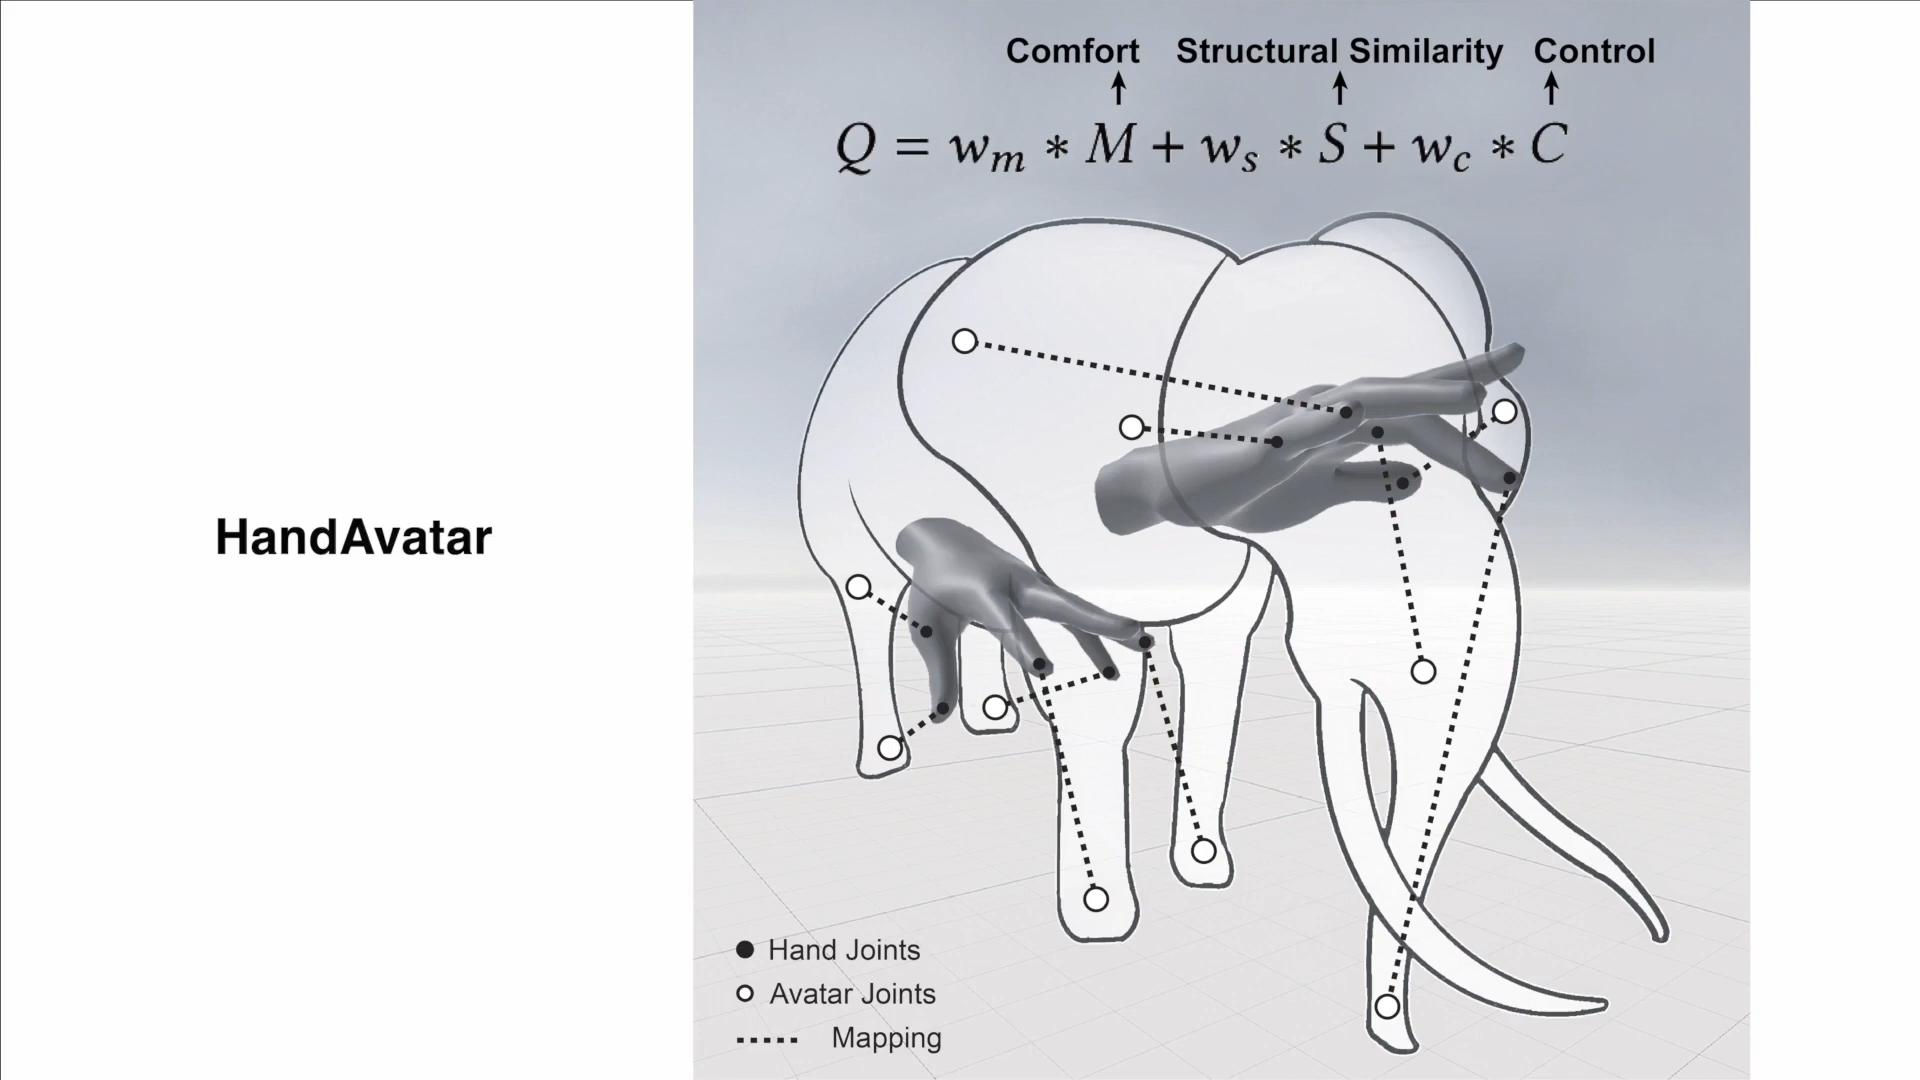 HandAvatar
Comfort Structural Similarity Control
Q = w_m * M + w_s * S + w_c * C
Hand Joints
Avatar Joints
Mapping